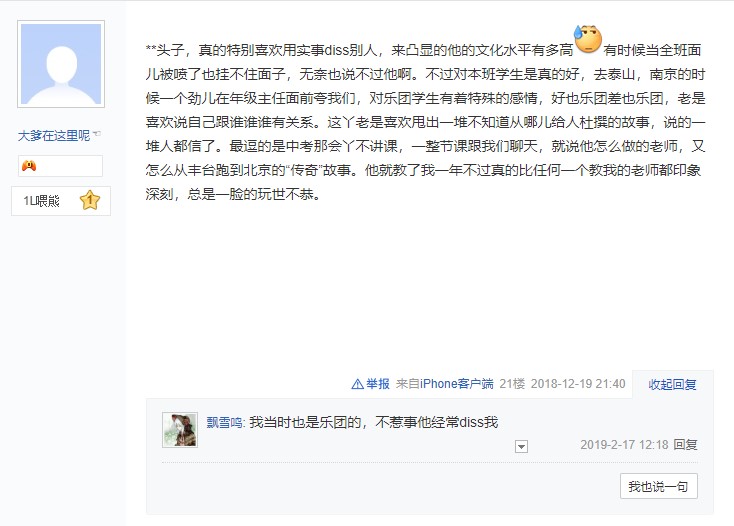 **头子，真的特别喜欢用实事diss别人，来凸显的他的文化水平有多高 有时候当全班面
儿被喷了也挂不住面子，无奈也说不过他啊。不过对本班学生是真的好，去泰山，南京的时
候一个劲儿在年级主任面前夸我们，对乐团学生有着特殊的感情，好也乐团差也乐团，老是
喜欢说自己跟谁谁谁有关系。这丫老是喜欢甩出一堆不知道从哪儿给人杜撰的故事，说的一
堆人都信了。最逗的是中考那会丫不讲课，一整节课跟我们聊天，就说他怎么做的老师，又
怎么从丰台跑到北京的“传奇”故事。他就教了我一年不过真的比任何一个教我的老师都印象
深刻，总是一脸的玩世不恭。
大爹在这里呢
1L喂熊 1
举报 来自iPhone客户端 21楼 2018-12-19 21:40 收起回复
飘雪鸣: 我当时也是乐团的，不惹事他经常diss我
2019-2-17 12:18 回复
我也说一句